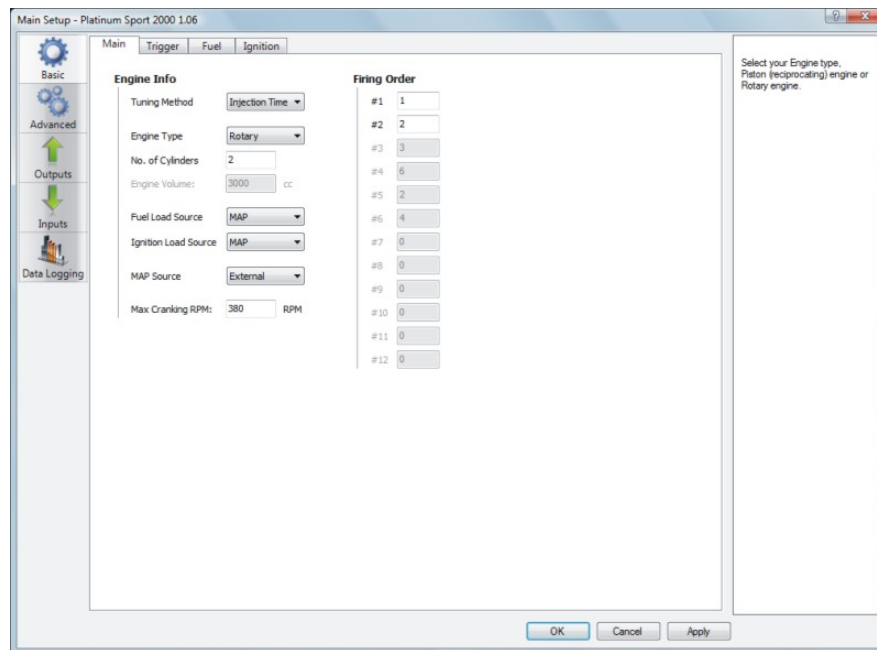 Main Setup - Platinum Sport 2000 1.06
Basic
Advanced
Outputs
Inputs
Data Logging
Main Trigger Fuel Ignition
Engine Info
Tuning Method Injection Time
Engine Type Rotary
No. of Cylinders 2
Engine Volume: 3000 cc
Fuel Load Source MAP
Ignition Load Source MAP
MAP Source External
Max Cranking RPM: 380 RPM
Firing Order
#1 1
#2 2
#3 3
#4 6
#5 2
#6 4
#7 0
#8 0
#9 0
#10 0
#11 0
#12 0
Select your Engine type,
Piston (reciprocating) engine or
Rotary engine.
OK Cancel Apply